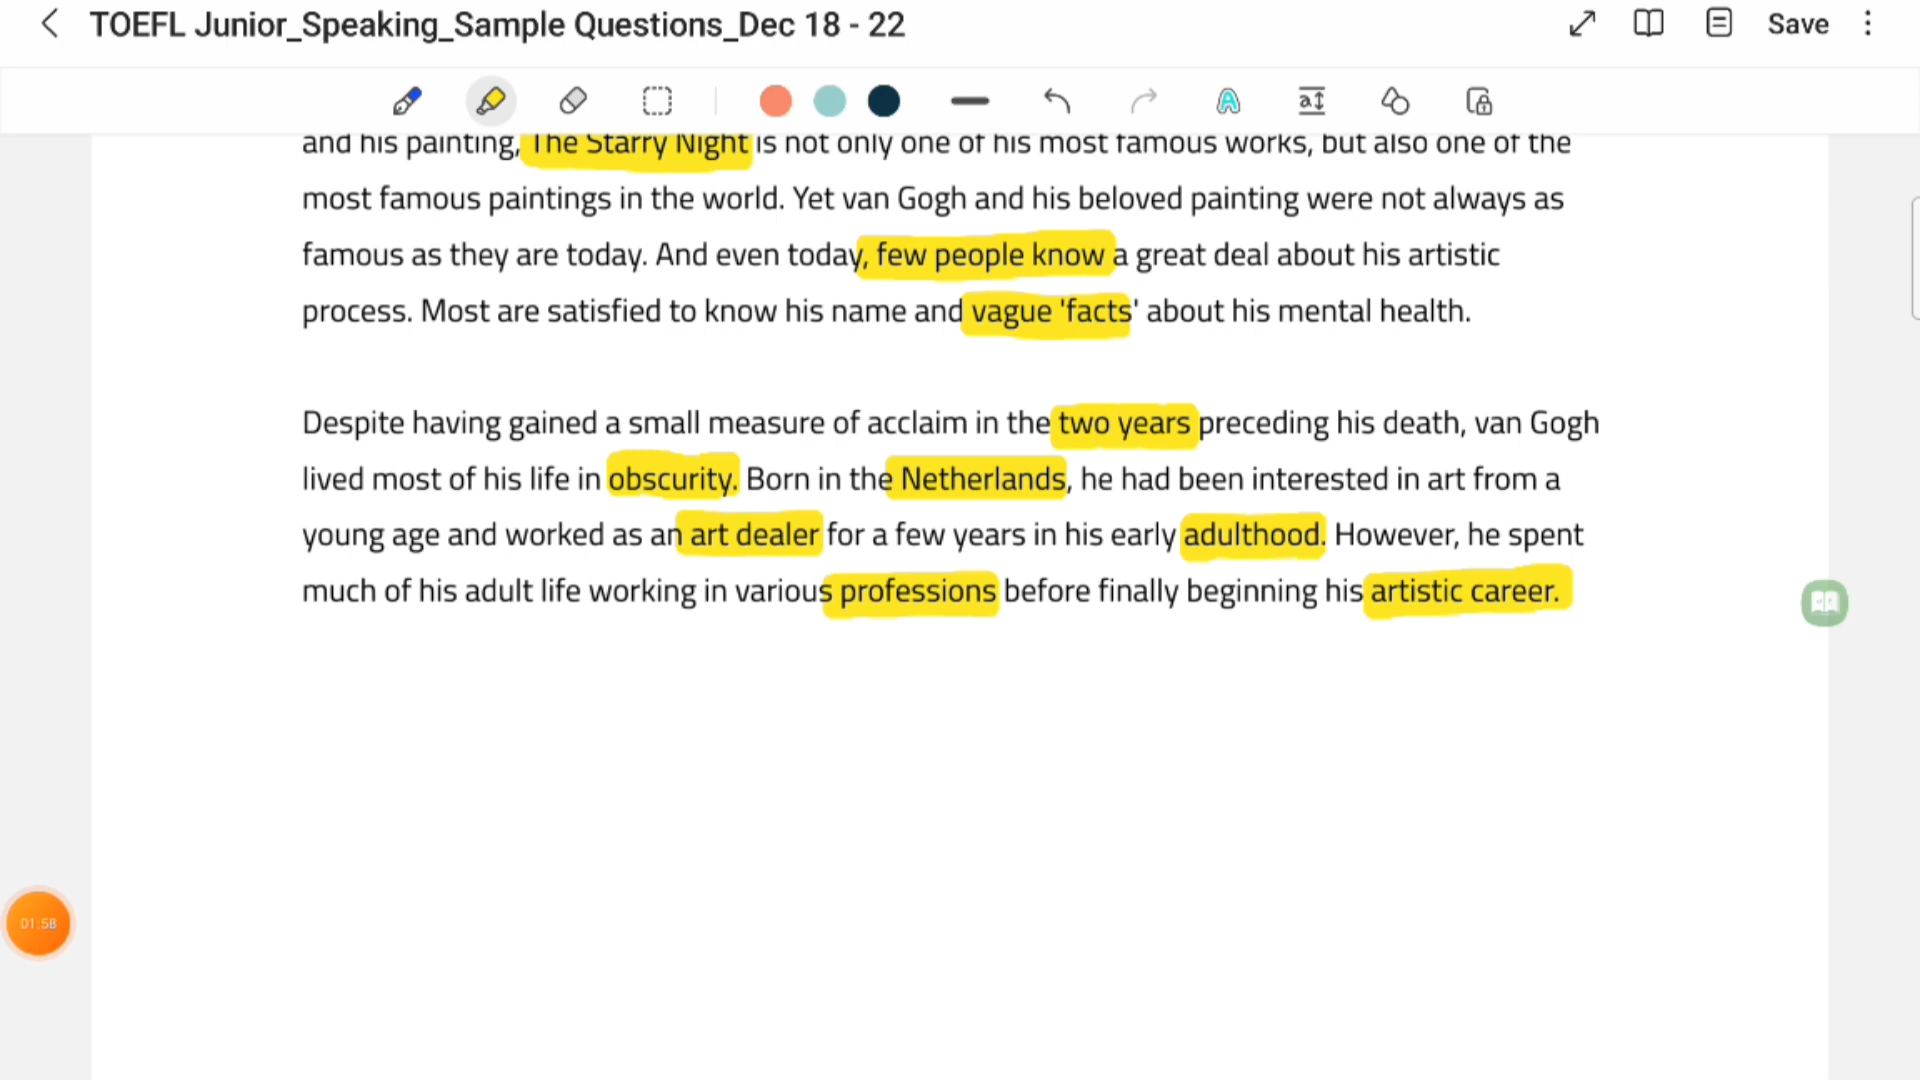 TOEFL Junior_Speaking_Sample Questions_Dec 18 - 22
Save
and his painting, The Starry Night is not only one of his most famous works, but also one of the
most famous paintings in the world. Yet van Gogh and his beloved painting were not always as
famous as they are today. And even today, few people know a great deal about his artistic
process. Most are satisfied to know his name and vague 'facts' about his mental health.
Despite having gained a small measure of acclaim in the two years preceding his death, van Gogh
lived most of his life in obscurity. Born in the Netherlands, he had been interested in art from a
young age and worked as an art dealer for a few years in his early adulthood. However, he spent
much of his adult life working in various professions before finally beginning his artistic career.
01:58